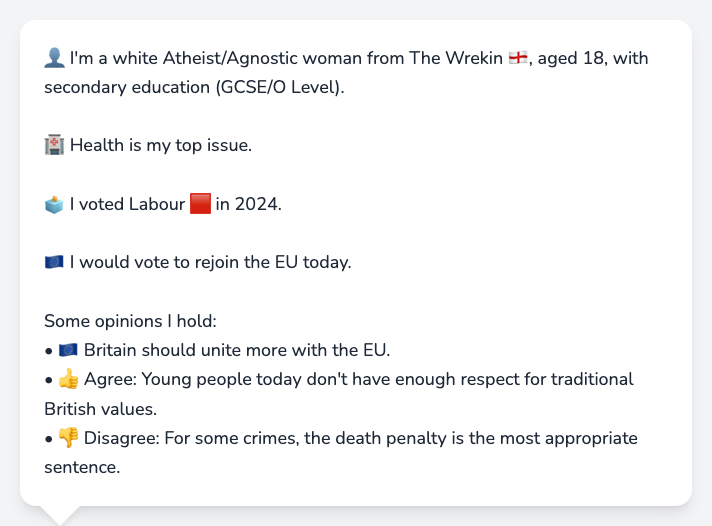 👤 I'm a white Atheist/Agnostic woman from The Wrekin 🏴󠁧󠁢󠁥󠁮󠁧󠁿, aged 18, with
secondary education (GCSE/O Level).
🏥 Health is my top issue.
🗳️ I voted Labour 🟥 in 2024.
🇪🇺 I would vote to rejoin the EU today.
Some opinions I hold:
• 🇪🇺 Britain should unite more with the EU.
• 👍 Agree: Young people today don't have enough respect for traditional
British values.
• 👎 Disagree: For some crimes, the death penalty is the most appropriate
sentence.